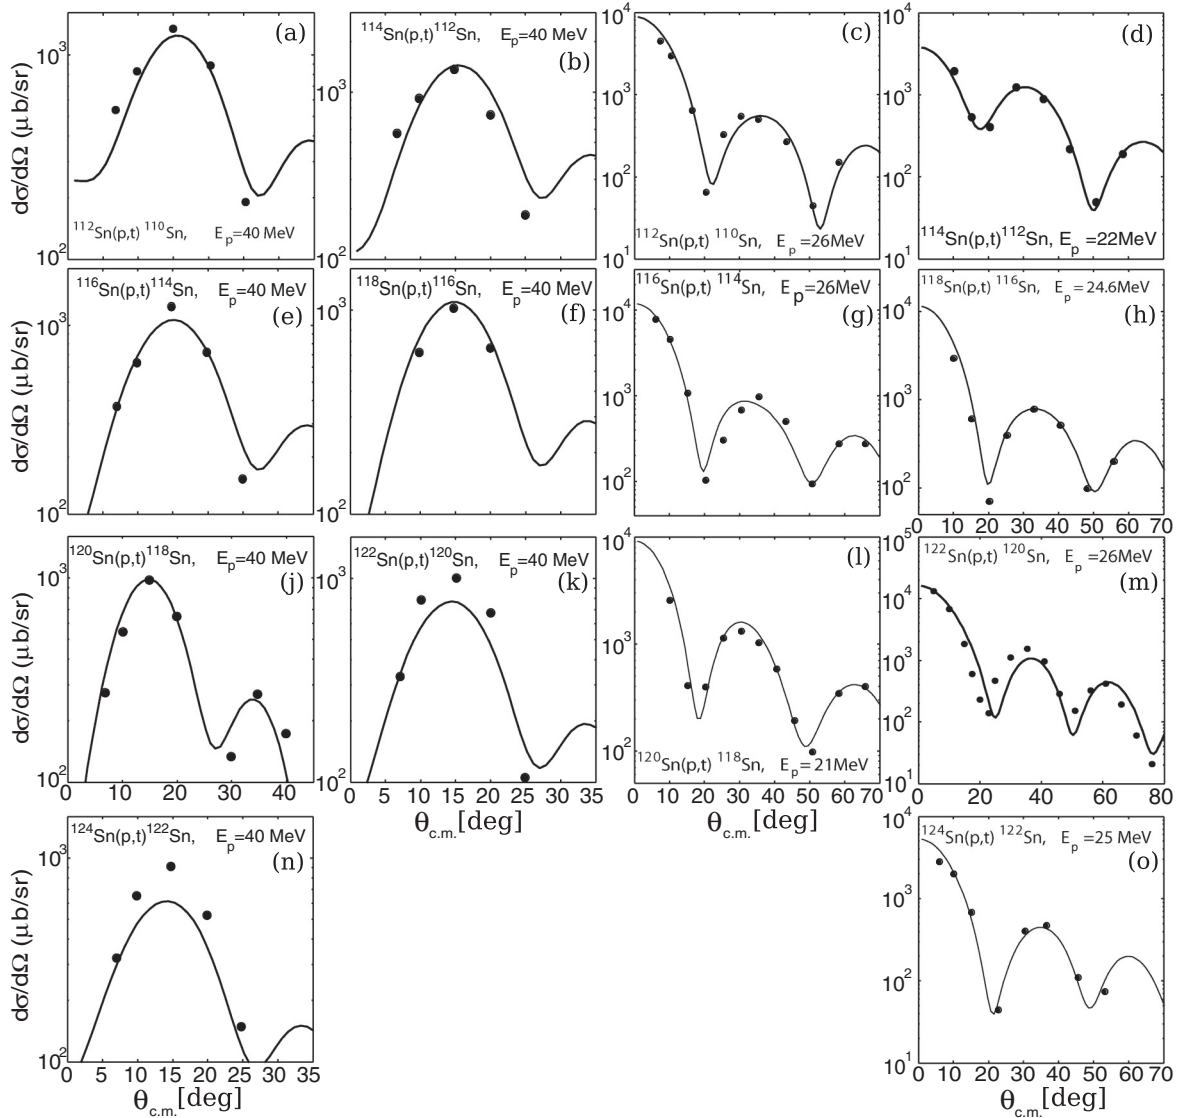 (a)
dσ/dΩ (μb/sr)
10³
10²
¹¹²Sn(p,t) ¹¹⁰Sn, E_p=40 MeV
¹¹⁴Sn(p,t)¹¹²Sn, E_p=40 MeV
(b)
10³
10²
(c)
10⁴
10³
10²
10¹
¹¹²Sn(p,t) ¹¹⁰Sn, E_p =26MeV
(d)
10⁴
10³
10²
10¹
¹¹⁴Sn(p,t)¹¹²Sn, E_p =22MeV
¹¹⁶Sn(p,t)¹¹⁴Sn, E_p=40 MeV
(e)
dσ/dΩ (μb/sr)
10³
10²
¹¹⁸Sn(p,t)¹¹⁶Sn, E_p=40 MeV
(f)
10³
10²
¹¹⁶Sn(p,t) ¹¹⁴Sn, E_p=26MeV
(g)
10⁴
10³
10²
¹¹⁸Sn(p,t) ¹¹⁶Sn, E_p = 24.6MeV
(h)
10⁴
10³
10²
0 10 20 30 40 50 60 70
¹²⁰Sn(p,t)¹¹⁸Sn, E_p=40 MeV
(j)
dσ/dΩ (μb/sr)
10³
10²
0 10 15 20 25 30 35 40
¹²²Sn(p,t)¹²⁰Sn, E_p=40 MeV
(k)
10³
10²
0 5 10 15 20 25 30 35
θc.m.[deg]
(l)
10⁴
10³
10²
¹²⁰Sn(p,t) ¹¹⁸Sn, E_p =21MeV
0 10 20 30 40 50 60 70
θc.m.[deg]
¹²²Sn(p,t) ¹²⁰Sn, E_p =26MeV
(m)
10⁵
10⁴
10³
10²
10¹
0 20 40 60 80
¹²⁴Sn(p,t)¹²²Sn, E_p=40 MeV
(n)
dσ/dΩ (μb/sr)
10³
10²
0 5 10 15 20 25 30 35
θc.m.[deg]
¹²⁴Sn(p,t) ¹²²Sn, E_p =25 MeV
(o)
10⁴
10³
10²
10¹
0 10 20 30 40 50 60 70
θc.m.[deg]